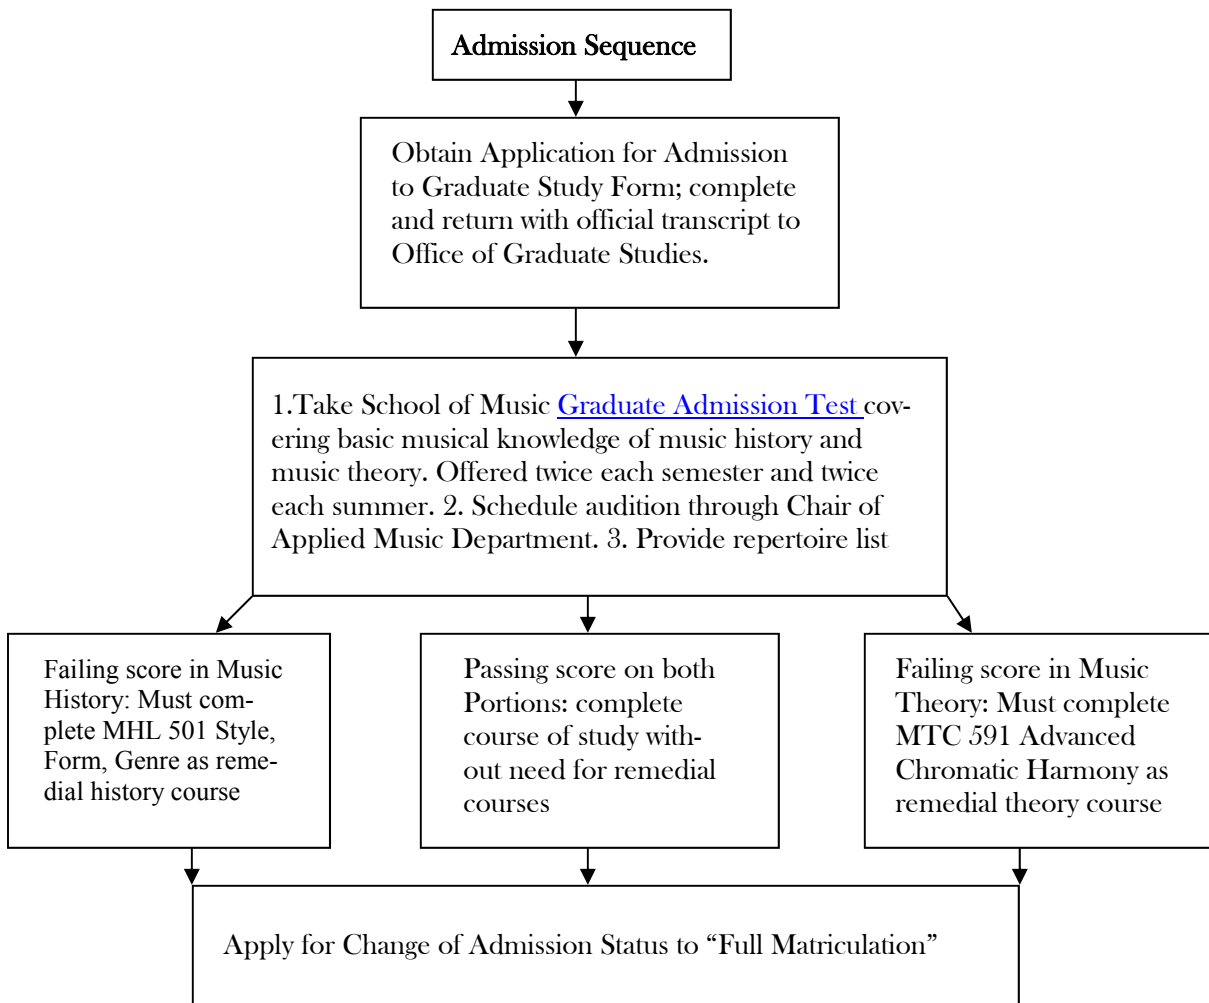 Admission Sequence
Obtain Application for Admission
to Graduate Study Form; complete
and return with official transcript to
Office of Graduate Studies.
1.Take School of Music Graduate Admission Test cov-
ering basic musical knowledge of music history and
music theory. Offered twice each semester and twice
each summer. 2. Schedule audition through Chair of
Applied Music Department. 3. Provide repertoire list
Failing score in Music
History: Must com-
plete MHL 501 Style,
Form, Genre as reme-
dial history course
Passing score on both
Portions: complete
course of study with-
out need for remedial
courses
Failing score in Music
Theory: Must complete
MTC 591 Advanced
Chromatic Harmony as
remedial theory course
Apply for Change of Admission Status to “Full Matriculation”